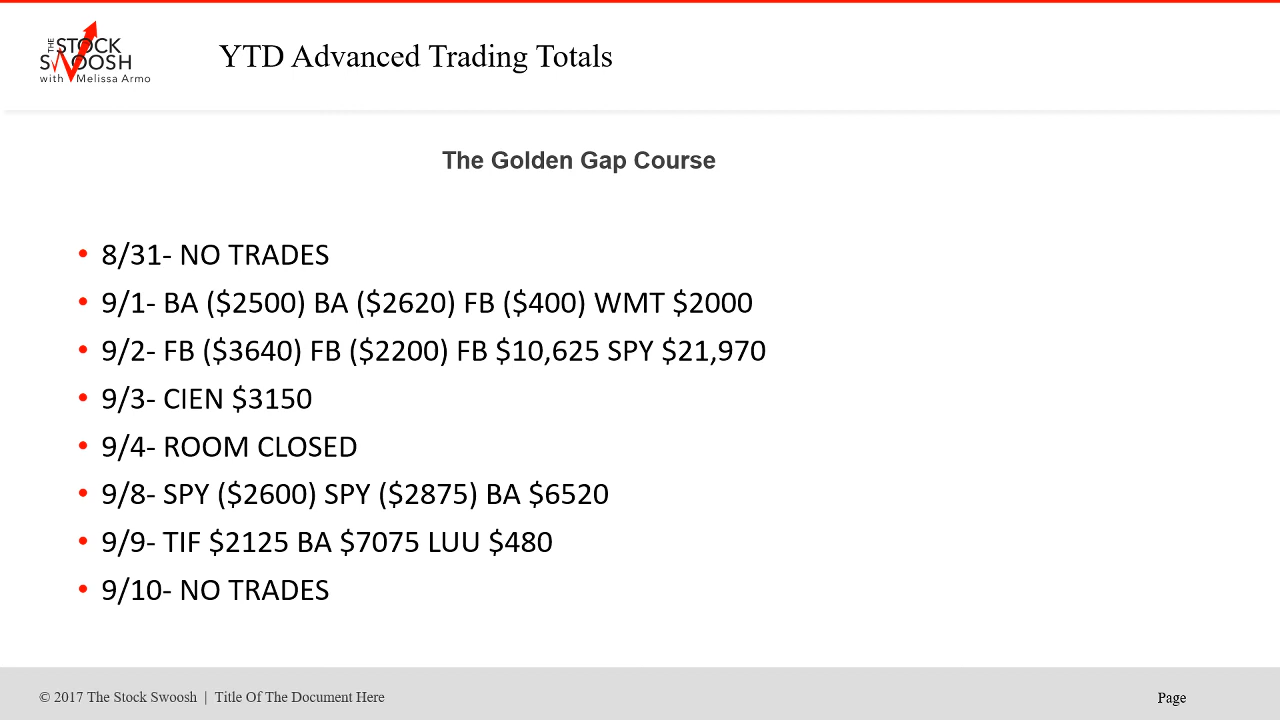 THE STOCK
SWOOSH
with Melissa Armo
YTD Advanced Trading Totals
The Golden Gap Course
• 8/31- NO TRADES
• 9/1- BA ($2500) BA ($2620) FB ($400) WMT $2000
• 9/2- FB ($3640) FB ($2200) FB $10,625 SPY $21,970
• 9/3- CIEN $3150
• 9/4- ROOM CLOSED
• 9/8- SPY ($2600) SPY ($2875) BA $6520
• 9/9- TIF $2125 BA $7075 LUU $480
• 9/10- NO TRADES
© 2017 The Stock Swoosh | Title Of The Document Here
Page